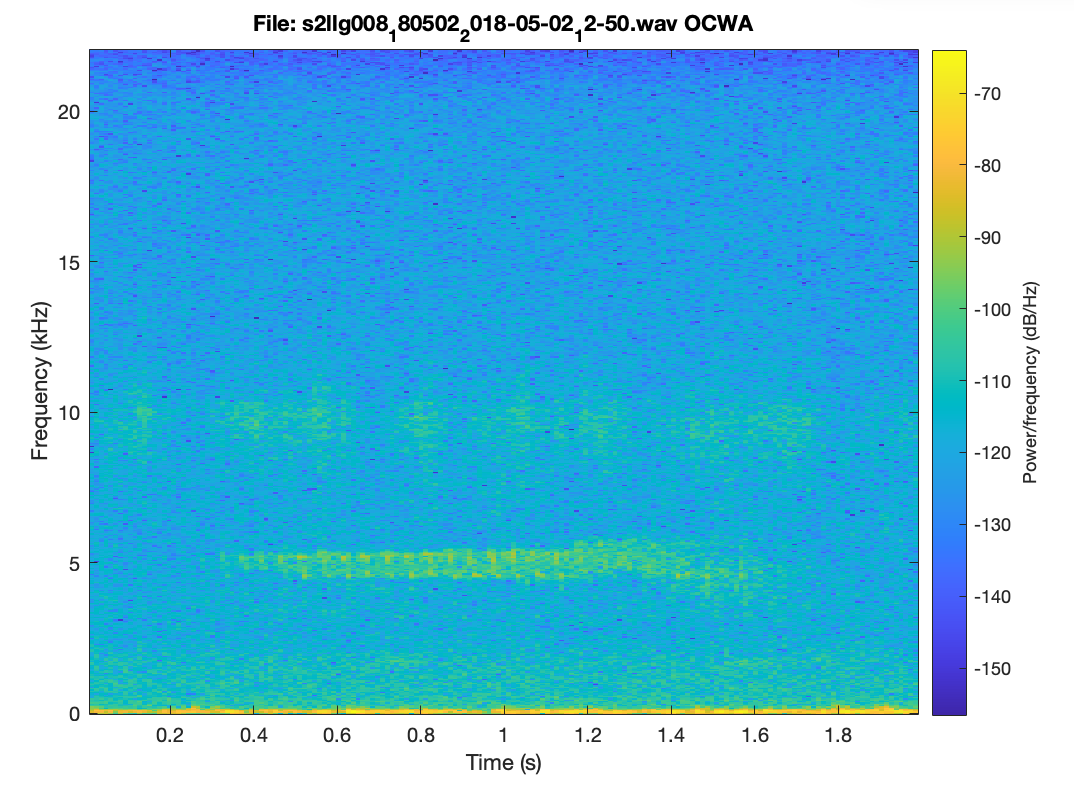 File: s2llg008₁80502₂018-05-02₁2-50.wav OCWA
20
15
10
5
0
Frequency (kHz)
0.2 0.4 0.6 0.8 1 1.2 1.4 1.6 1.8
Time (s)
-70
-80
-90
-100
-110
-120
-130
-140
-150
Power/frequency (dB/Hz)